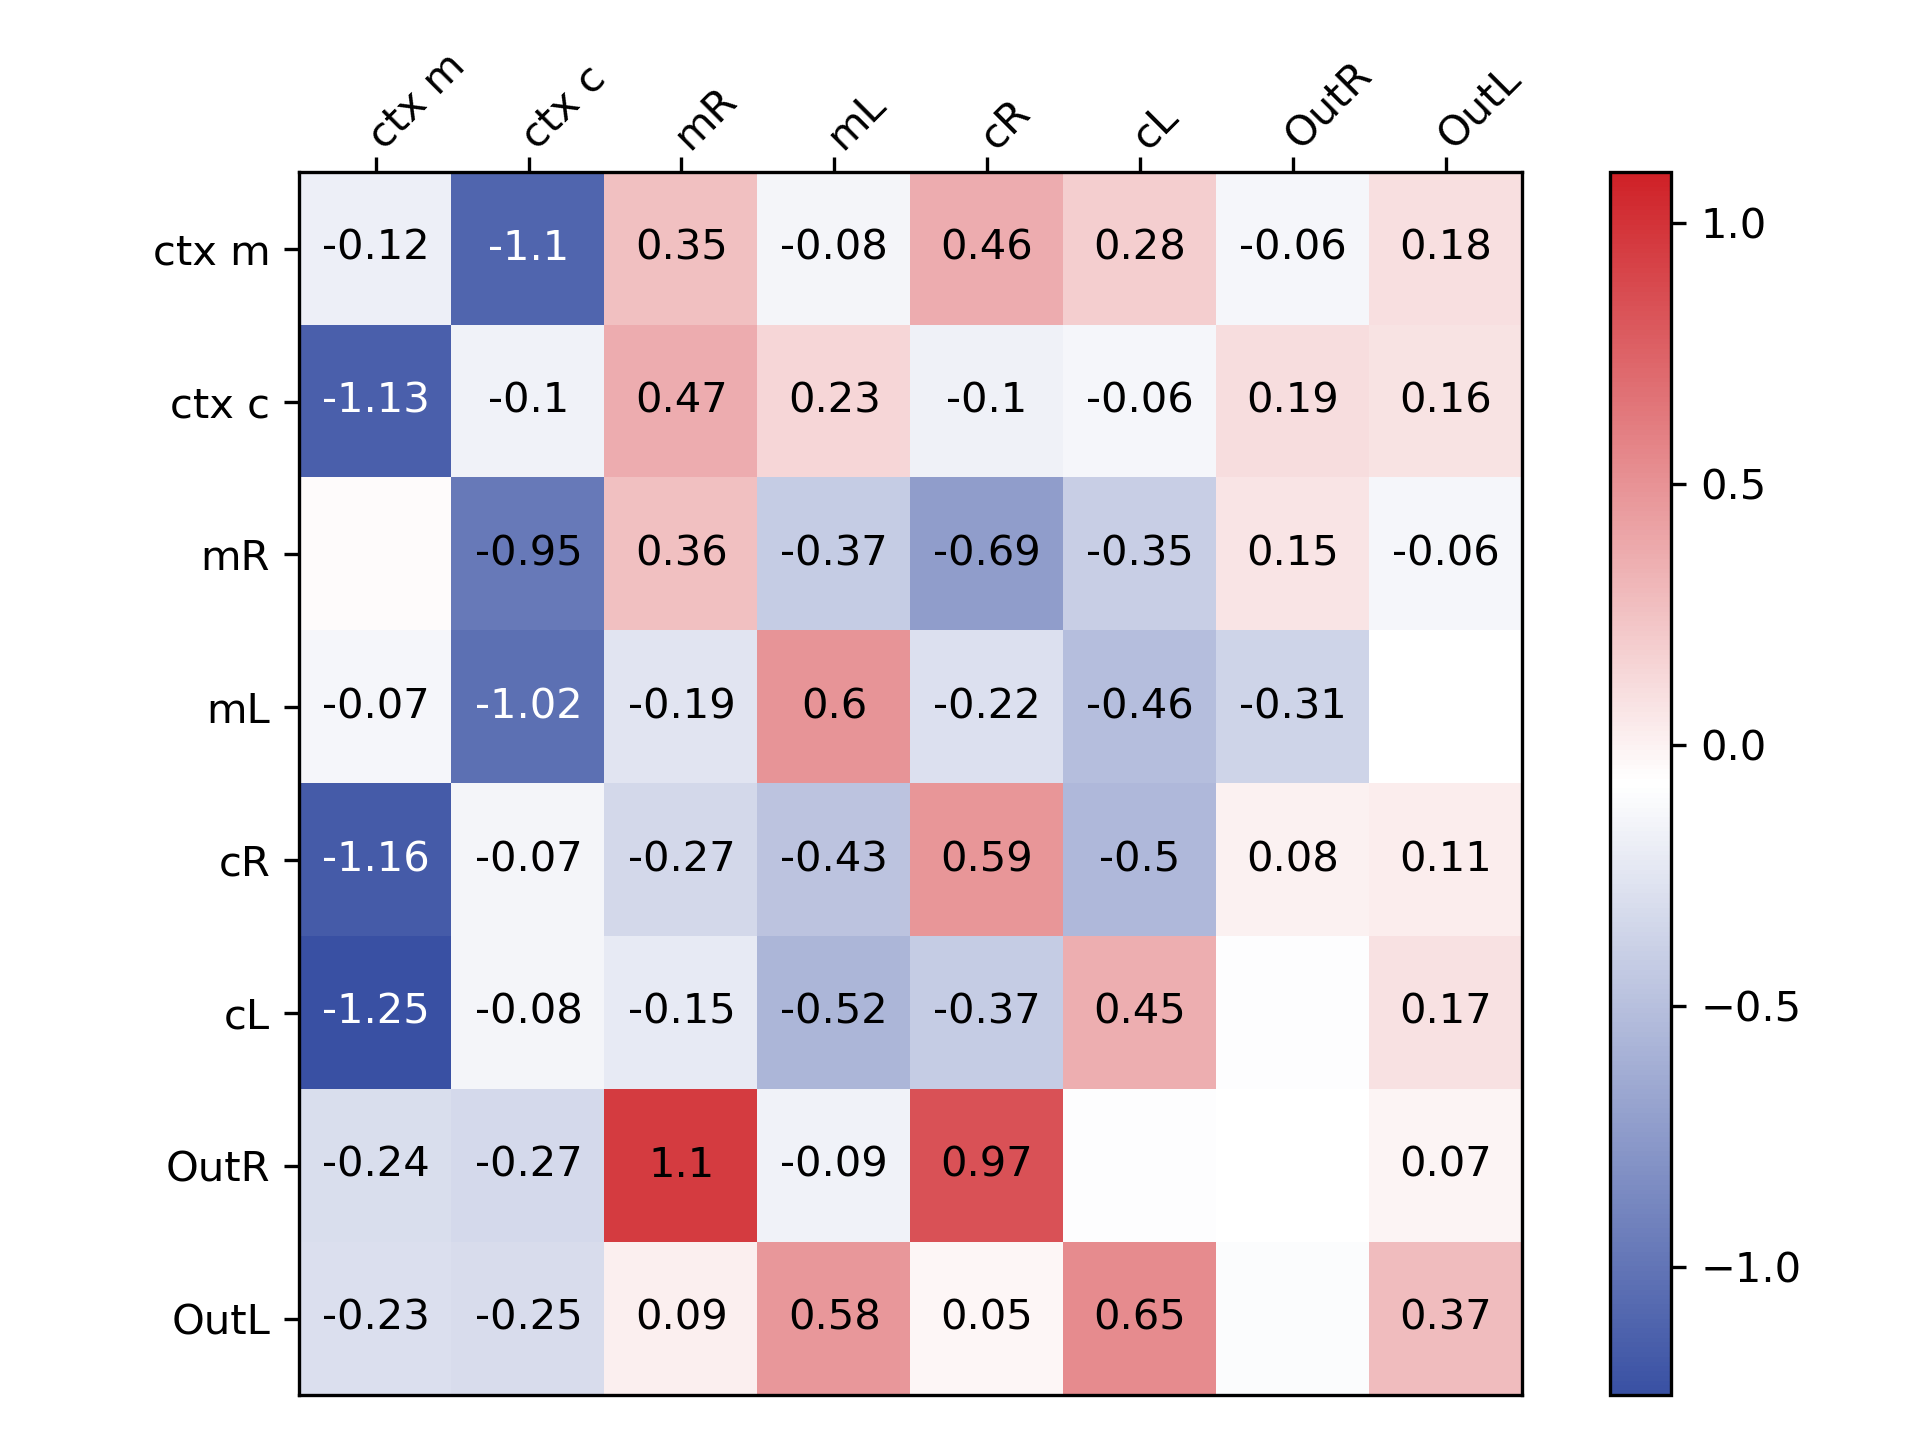 ctx m ctx c mR mL cR cL OutR OutL
ctx m -0.12 -1.1 0.35 -0.08 0.46 0.28 -0.06 0.18
ctx c -1.13 -0.1 0.47 0.23 -0.1 -0.06 0.19 0.16
mR -0.95 0.36 -0.37 -0.69 -0.35 0.15 -0.06
mL -0.07 -1.02 -0.19 0.6 -0.22 -0.46 -0.31
cR -1.16 -0.07 -0.27 -0.43 0.59 -0.5 0.08 0.11
cL -1.25 -0.08 -0.15 -0.52 -0.37 0.45 0.17
OutR -0.24 -0.27 1.1 -0.09 0.97 0.07
OutL -0.23 -0.25 0.09 0.58 0.05 0.65 0.37
1.0
0.5
0.0
−0.5
−1.0